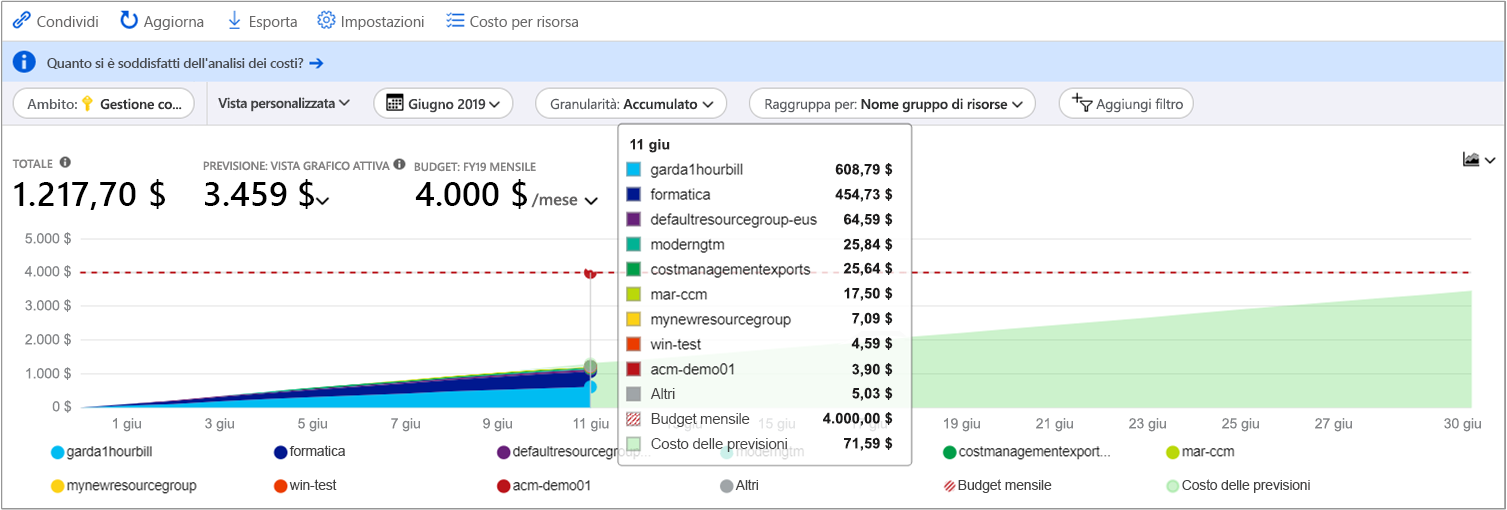 Condividi Aggiorna Esporta Impostazioni Costo per risorsa
Quanto si è soddisfatti dell'analisi dei costi?
Ambito: Gestione co... Vista personalizzata Giugno 2019 Granularità: Accumulato Raggruppa per: Nome gruppo di risorse Aggiungi filtro
TOTALE PREVISIONE: VISTA GRAFICO ATTIVA BUDGET: FY19 MENSILE
1.217,70 $ 3.459 $ 4.000 $ /mese
11 giu
garda1hourbill 608,79 $
formatica 454,73 $
defaultresourcegroup-eus 64,59 $
moderngtm 25,84 $
costmanagementexports 25,64 $
mar-ccm 17,50 $
mynewresourcegroup 7,09 $
win-test 4,59 $
acm-demo01 3,90 $
Altri 5,03 $
Budget mensile 4.000,00 $
Costo delle previsioni 71,59 $
5.000 $
4.000 $
3.000 $
2.000 $
1.000 $
0 $
1 giu 3 giu 5 giu 7 giu 9 giu 11 giu 15 giu 19 giu 21 giu 23 giu 25 giu 27 giu 30 giu
garda1hourbill formatica defaultresourcegroup... moderngtm costmanagementexport... mar-ccm
mynewresourcegroup win-test acm-demo01 Altri Budget mensile Costo delle previsioni